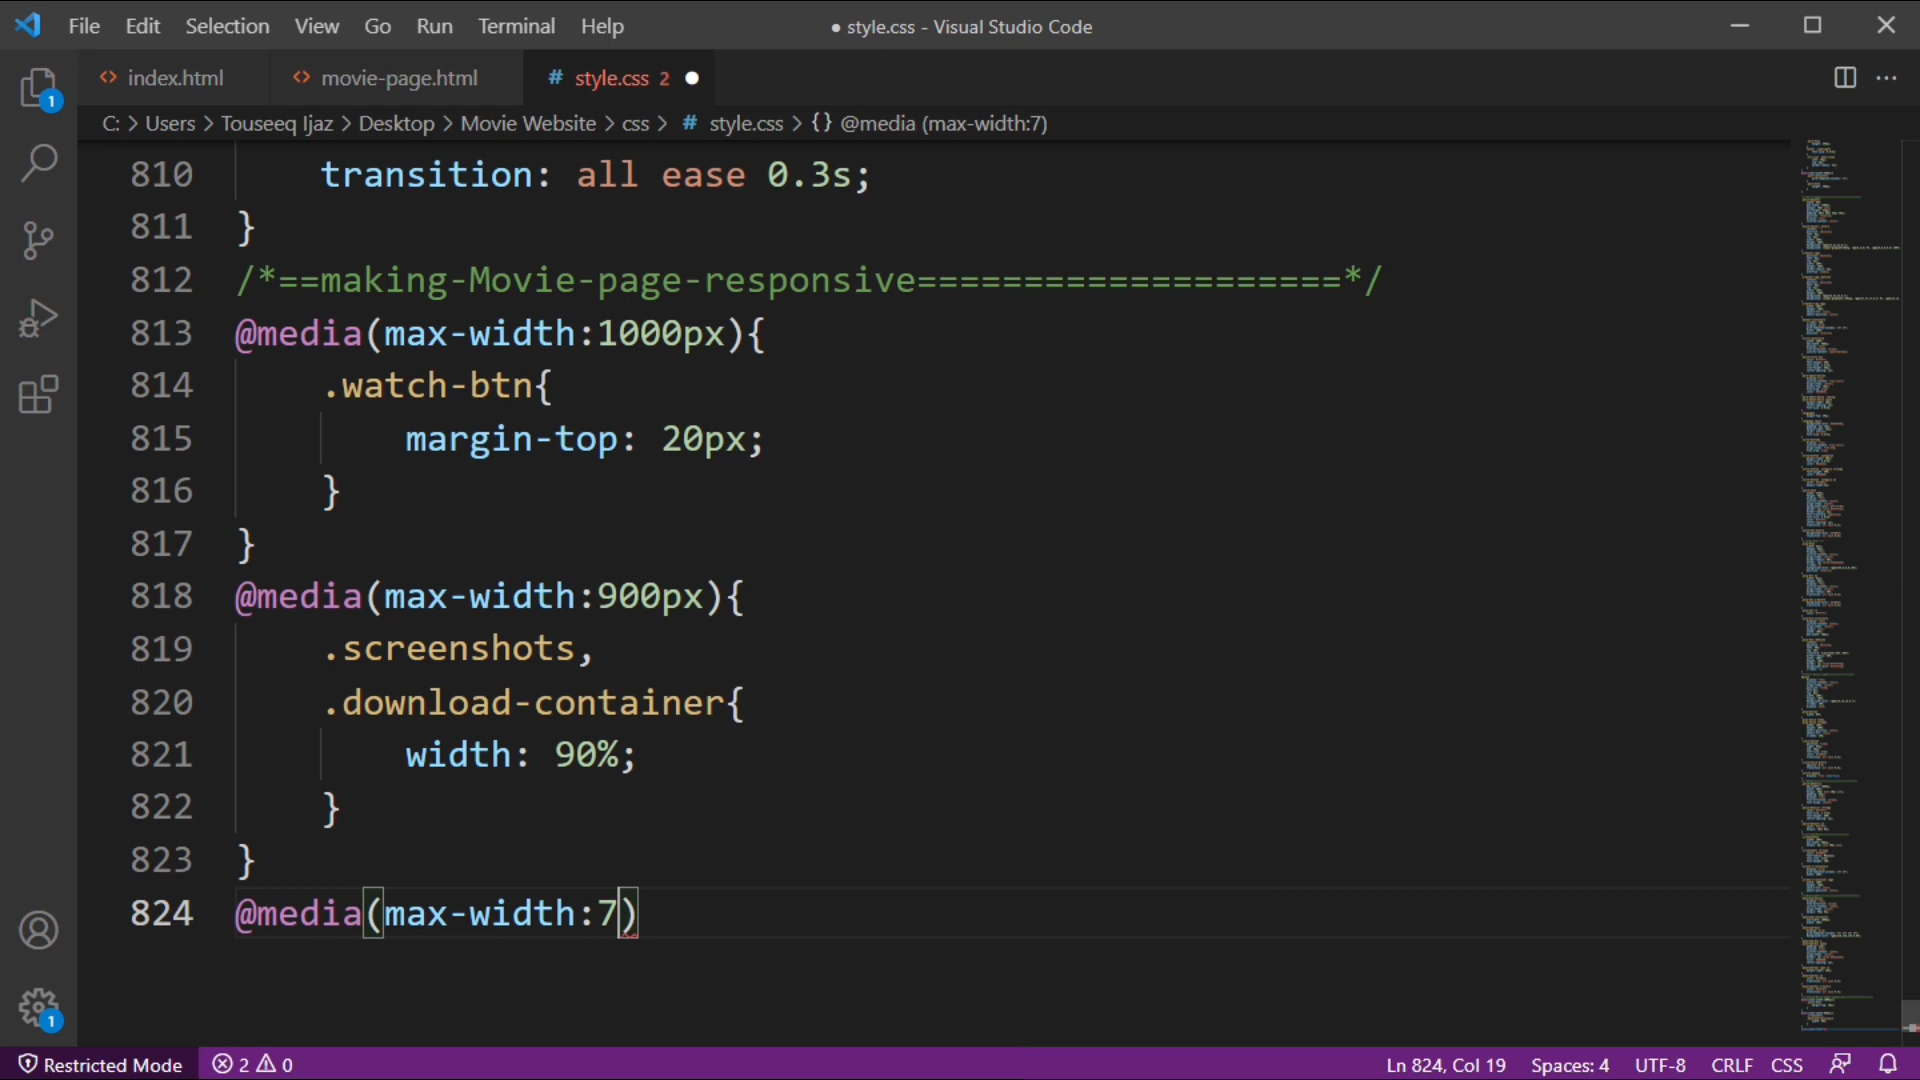 File Edit Selection View Go Run Terminal Help ● style.css - Visual Studio Code
index.html movie-page.html # style.css 2 ●
C: > Users > Touseeq Ijaz > Desktop > Movie Website > css > # style.css > {} @media (max-width:7)
810 transition: all ease 0.3s;
811 }
812 /*==making-Movie-page-responsive====================*/
813 @media(max-width:1000px){
814 .watch-btn{
815 margin-top: 20px;
816 }
817 }
818 @media(max-width:900px){
819 .screenshots,
820 .download-container{
821 width: 90%;
822 }
823 }
824 @media(max-width:7)
1
1
Restricted Mode 2 0 Ln 824, Col 19 Spaces: 4 UTF-8 CRLF CSS